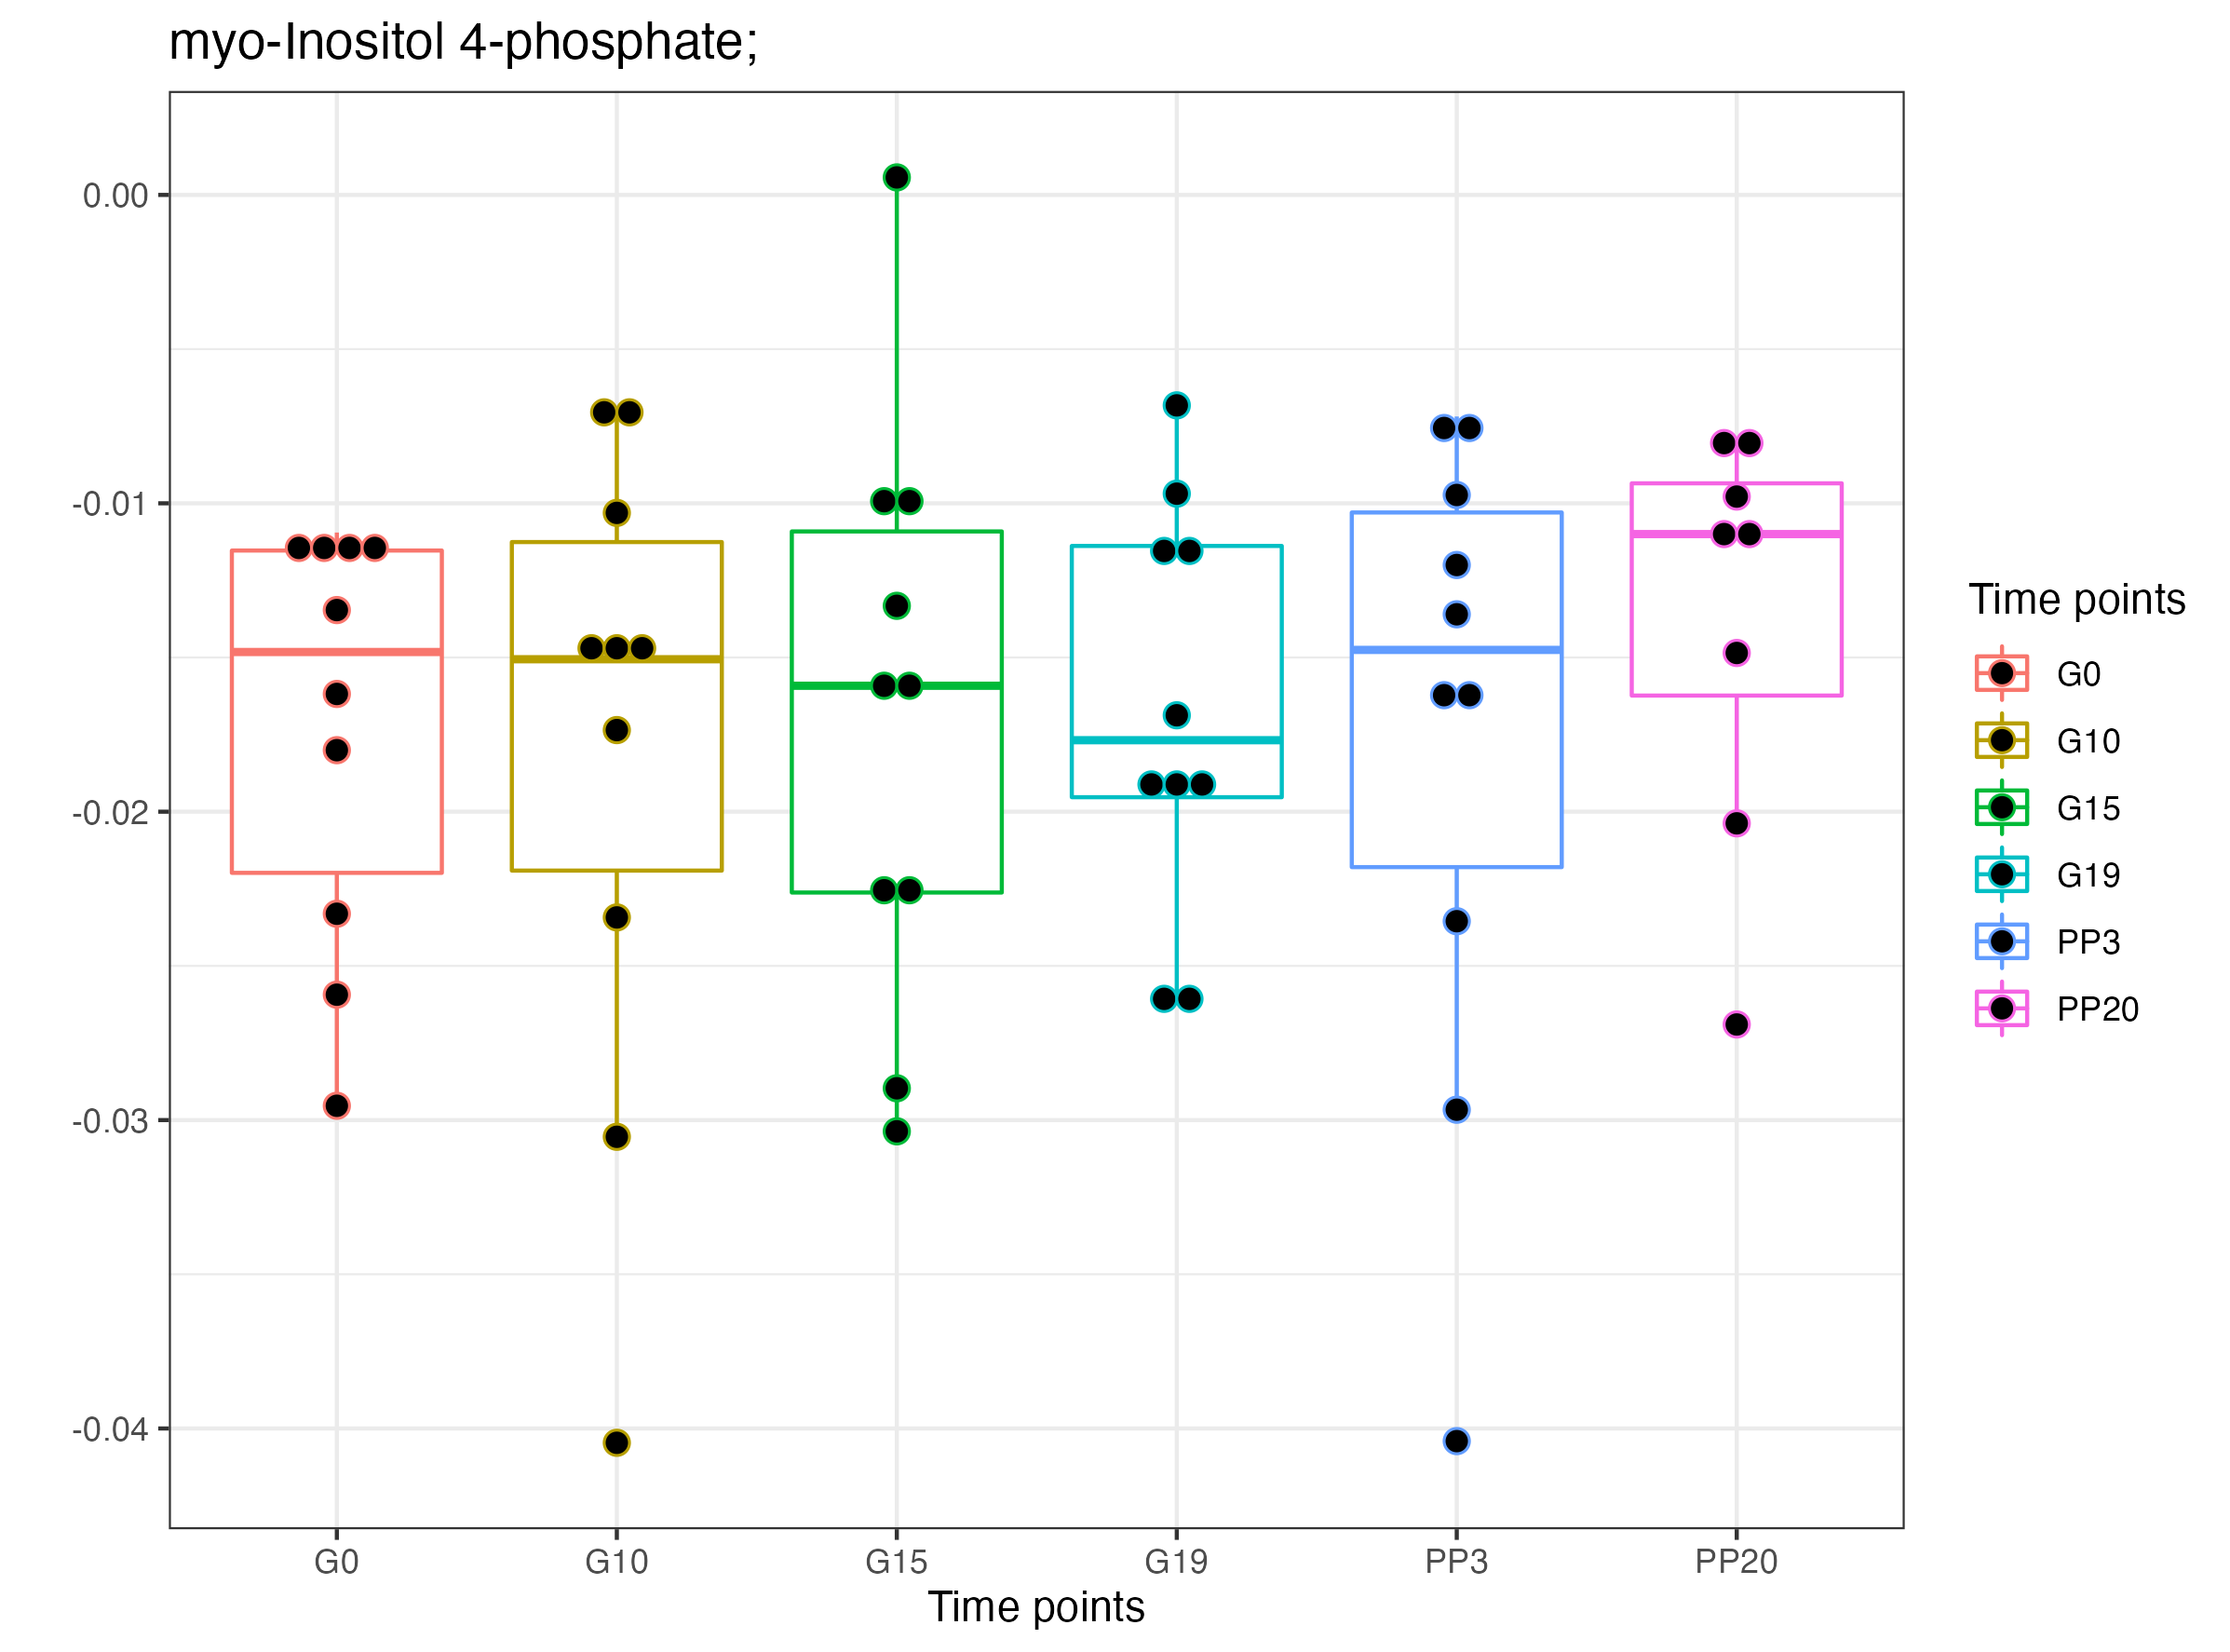 myo-Inositol 4-phosphate;
0.00
-0.01
-0.02
-0.03
-0.04
G0 G10 G15 G19 PP3 PP20
Time points
Time points
G0
G10
G15
G19
PP3
PP20